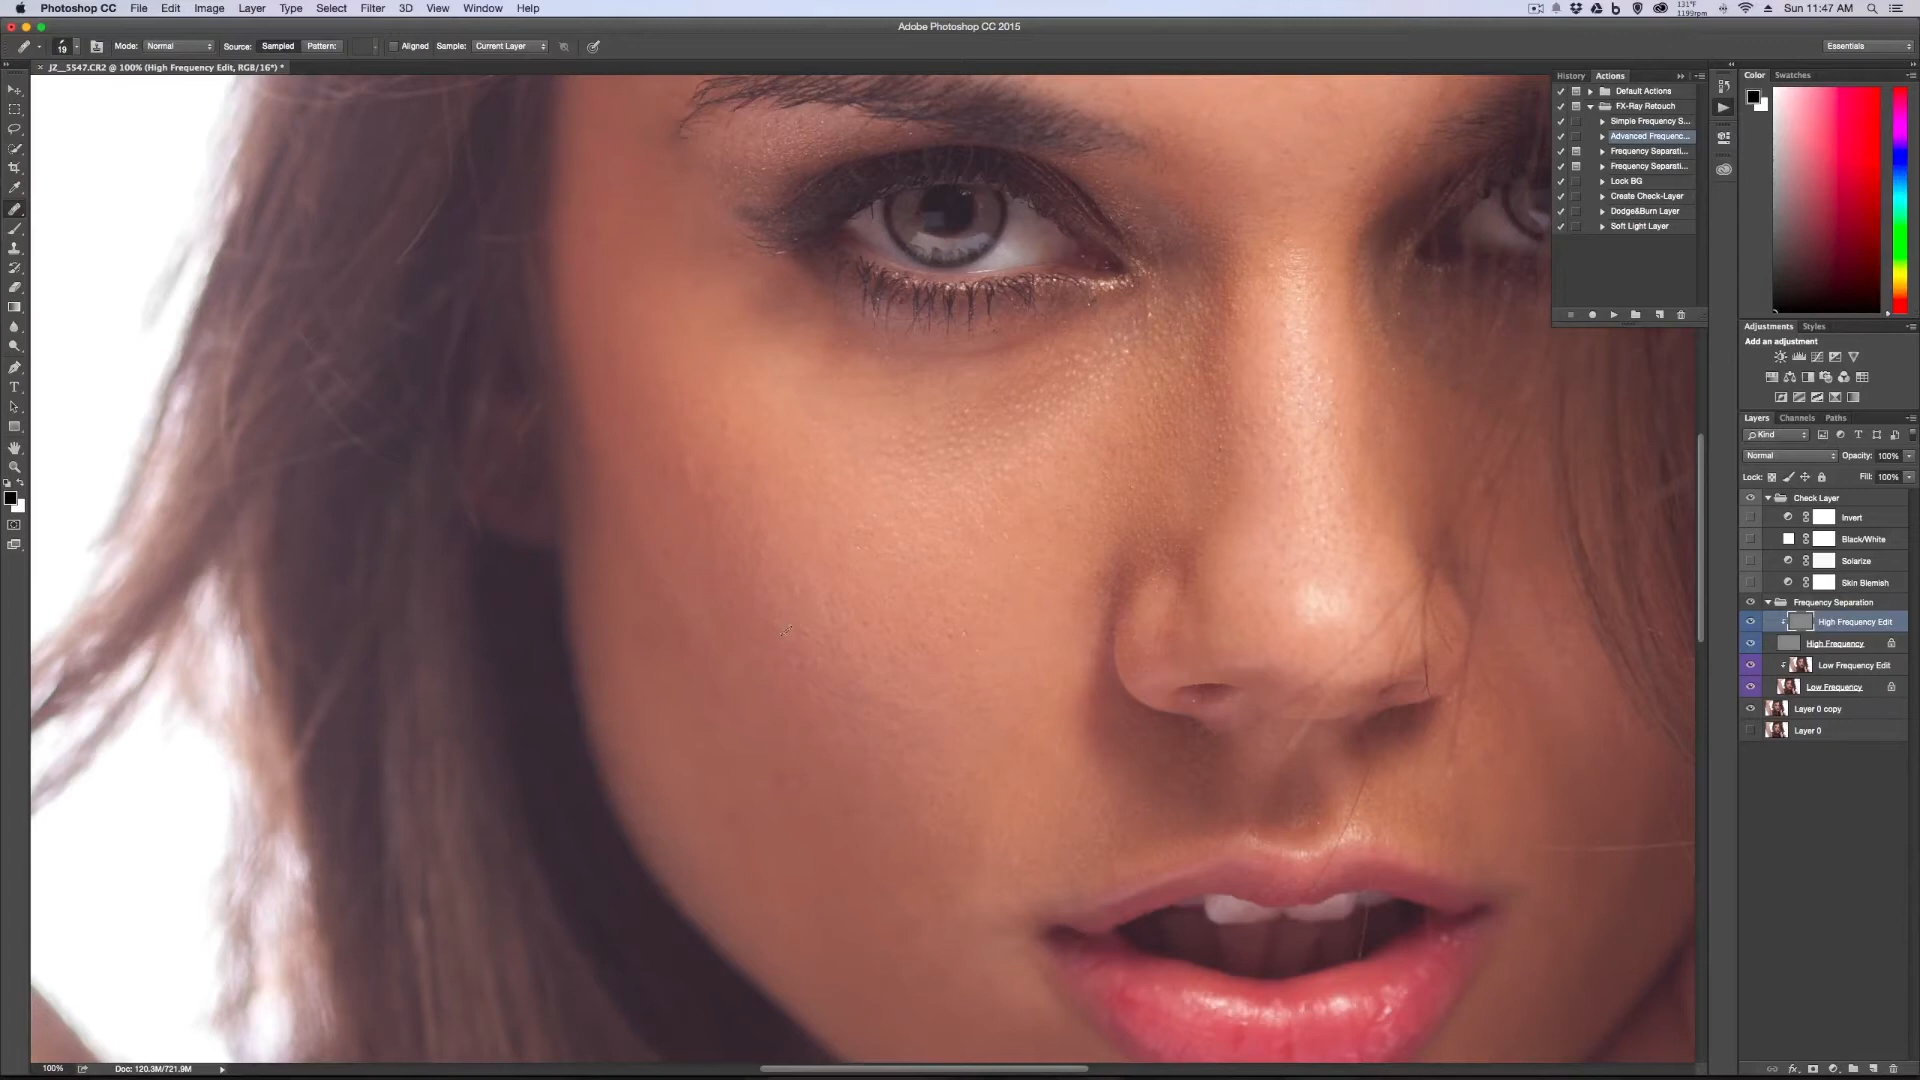 Photoshop CC File Edit Image Layer Type Select Filter 3D View Window Help
131°F
1199rpm
Sun 11:47 AM
Adobe Photoshop CC 2015
19 Mode: Normal Source: Sampled Pattern: Aligned Sample: Current Layer Essentials
JZ__5547.CR2 @ 100% (High Frequency Edit, RGB/16*) *
History Actions
Default Actions
FX-Ray Retouch
Simple Frequency S...
Advanced Frequenc...
Frequency Separati...
Frequency Separati...
Lock BG
Create Check-Layer
Dodge&Burn Layer
Soft Light Layer
Color Swatches
Adjustments Styles
Add an adjustment
Layers Channels Paths
Kind
Normal Opacity: 100%
Lock: Fill: 100%
Check Layer
Invert
Black/White
Solarize
Skin Blemish
Frequency Separation
High Frequency Edit
High Frequency
Low Frequency Edit
Low Frequency
Layer 0 copy
Layer 0
100% Doc: 120.3M/721.9M